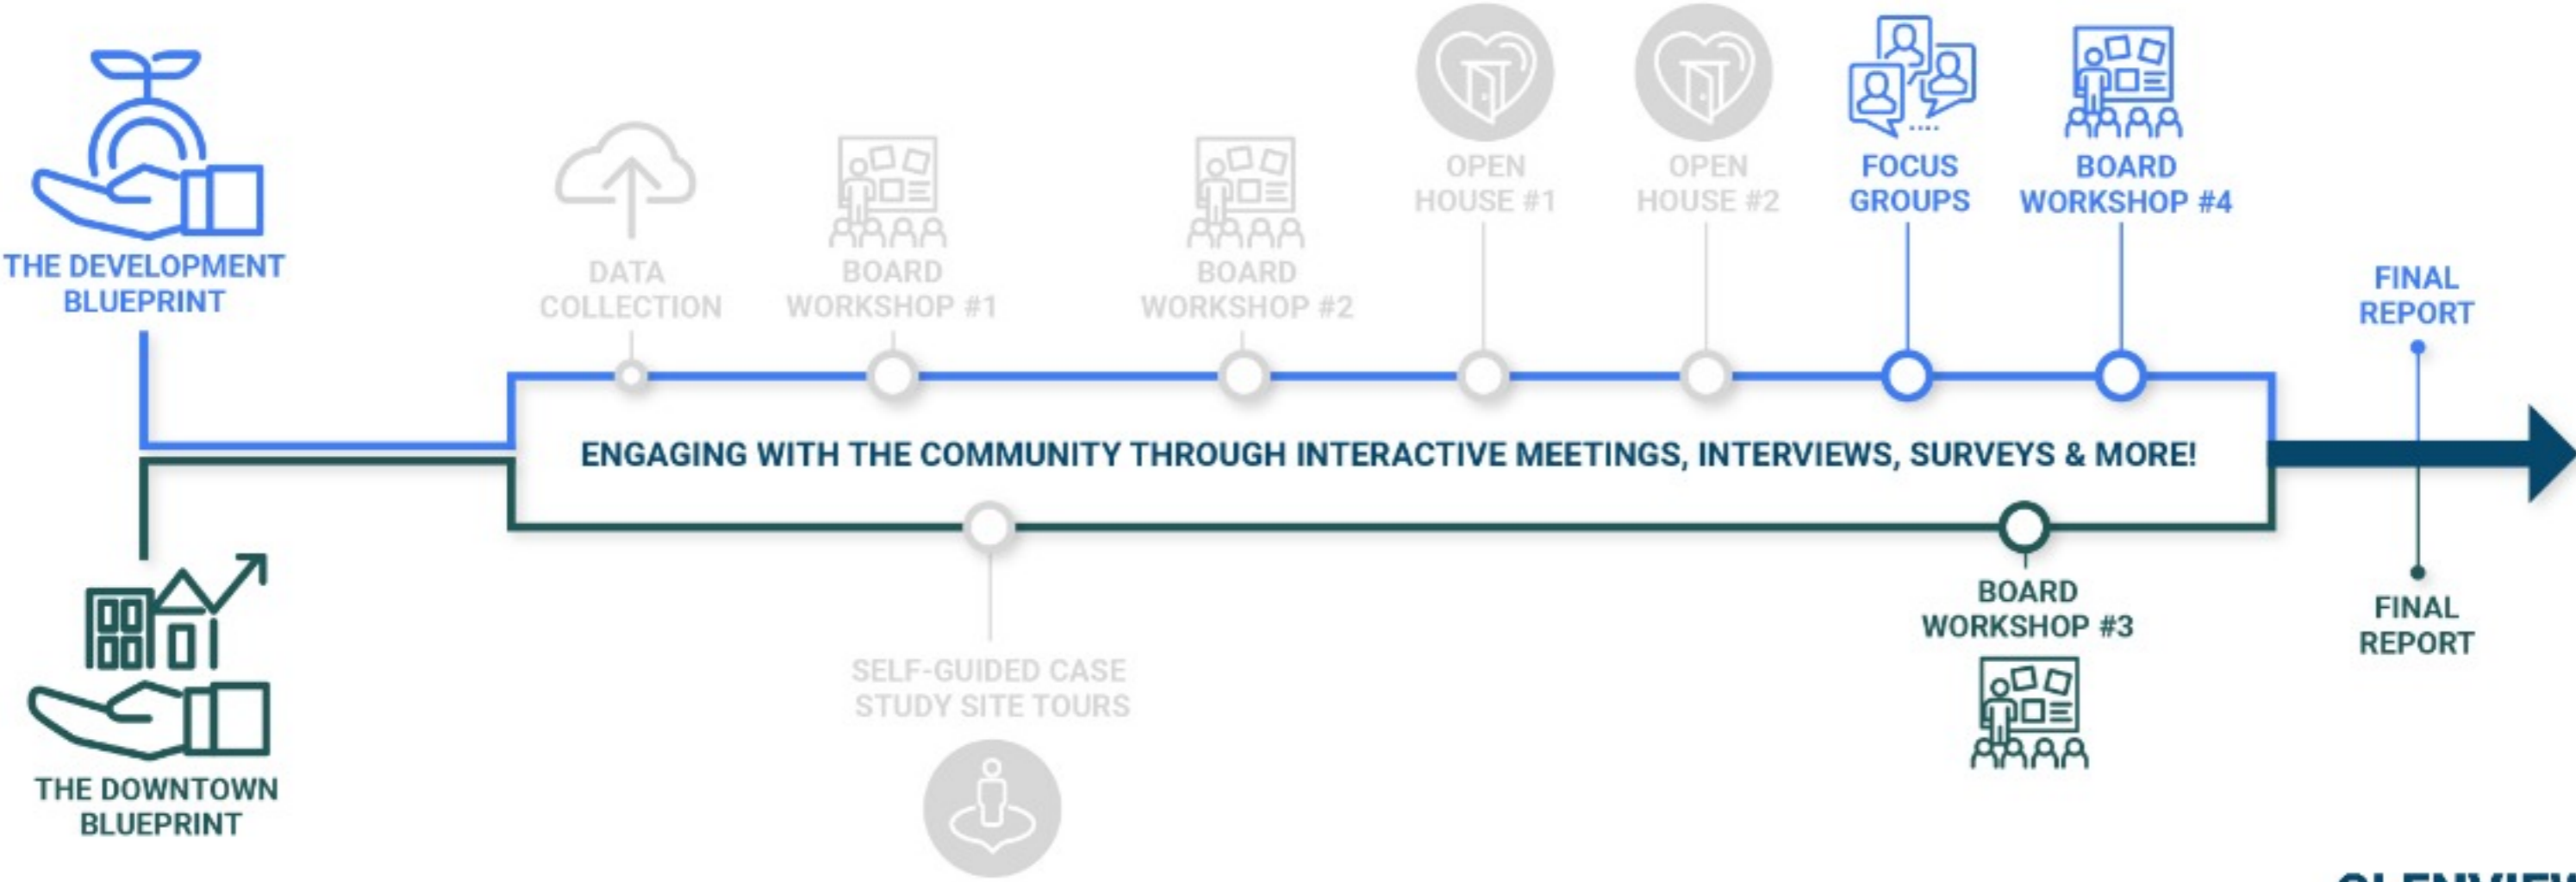 THE DEVELOPMENT
BLUEPRINT
DATA
COLLECTION
BOARD
WORKSHOP #1
BOARD
WORKSHOP #2
OPEN
HOUSE #1
OPEN
HOUSE #2
FOCUS
GROUPS
BOARD
WORKSHOP #4
FINAL
REPORT
ENGAGING WITH THE COMMUNITY THROUGH INTERACTIVE MEETINGS, INTERVIEWS, SURVEYS & MORE!
SELF-GUIDED CASE
STUDY SITE TOURS
BOARD
WORKSHOP #3
FINAL
REPORT
THE DOWNTOWN
BLUEPRINT